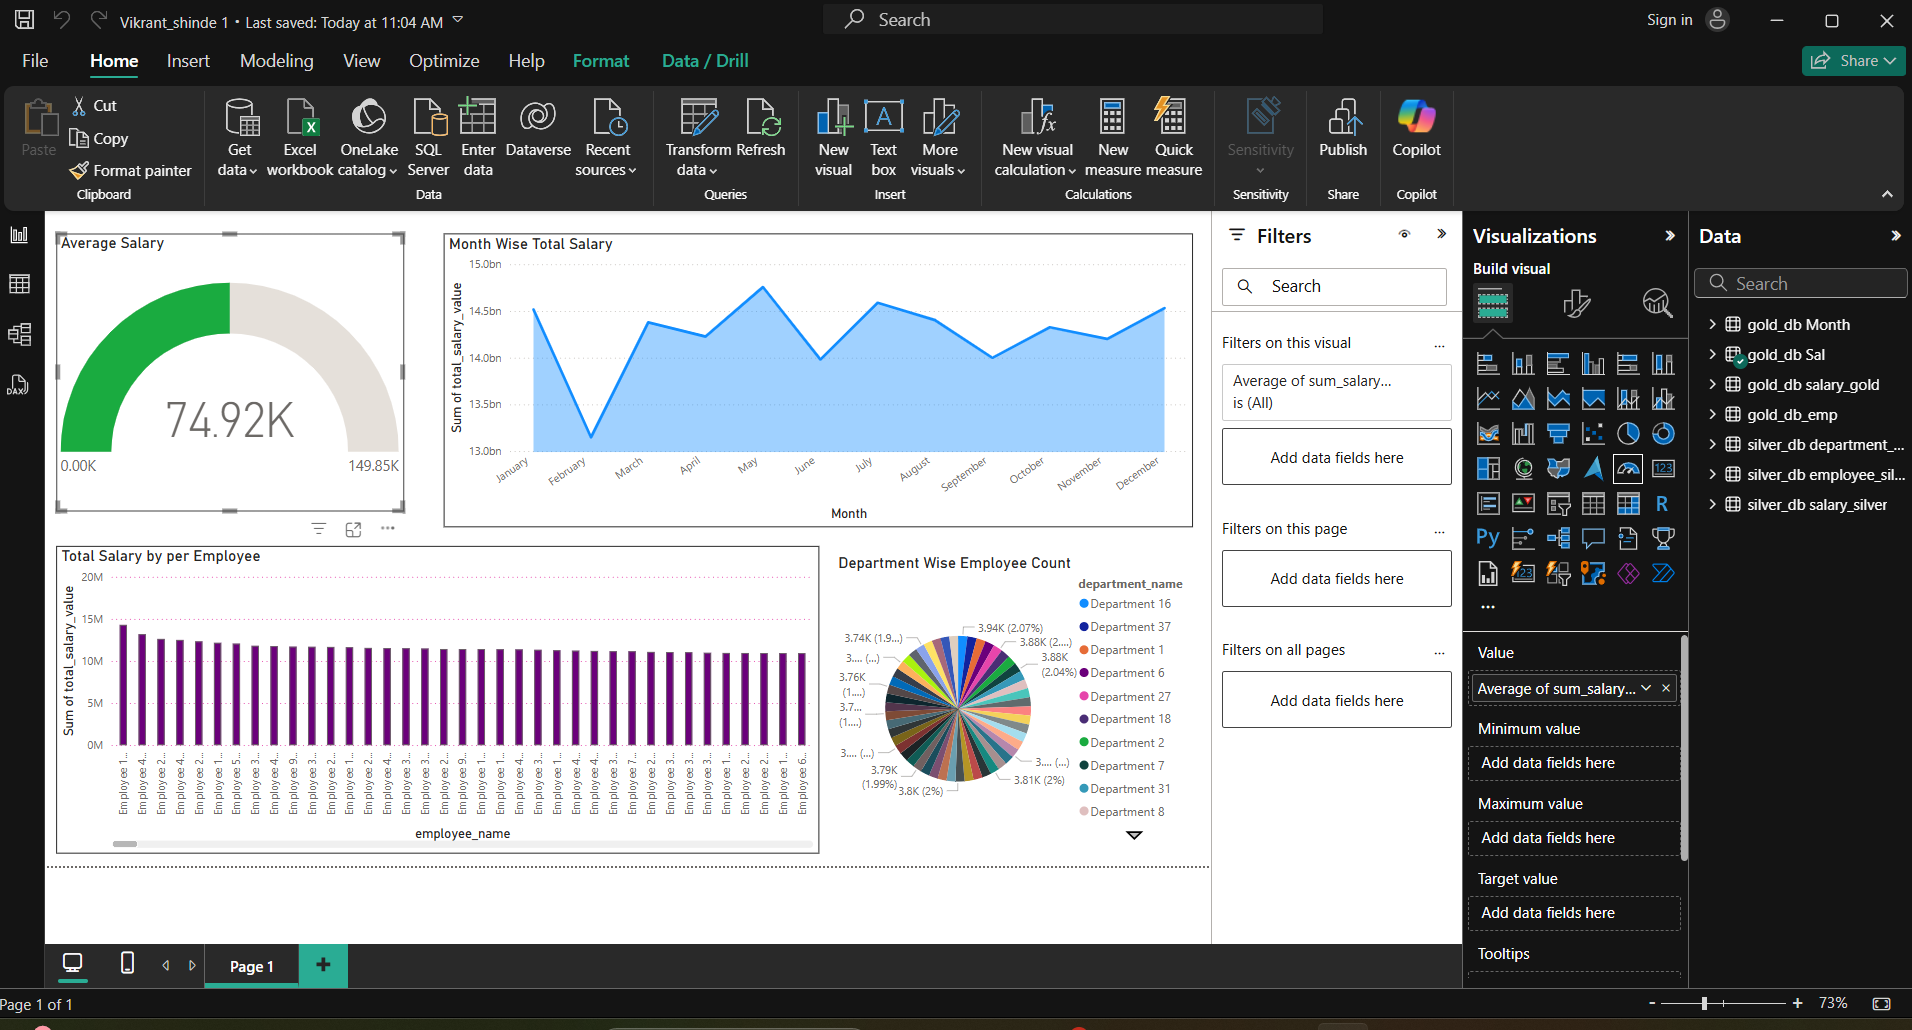 Vikrant_shinde 1 • Last saved: Today at 11:04 AM
Search
Sign in
File
Home
Insert
Modeling
View
Optimize
Help
Format
Data / Drill
Share
Paste
Cut
Copy
Format painter
Clipboard
Get data
Excel workbook
OneLake catalog
SQL Server
Enter data
Dataverse
Recent sources
Data
Transform data
Refresh
Queries
New visual
Text box
More visuals
Insert
New visual calculation
New measure
Quick measure
Calculations
Sensitivity
Sensitivity
Publish
Share
Copilot
Copilot
Average Salary
74.92K
0.00K
149.85K
Month Wise Total Salary
Sum of total_salary_value
15.0bn
14.5bn
14.0bn
13.5bn
13.0bn
January
February
March
April
May
June
July
August
September
October
November
December
Month
Total Salary by per Employee
Sum of total_salary_value
20M
15M
10M
5M
0M
Employee 1...
Employee 4...
Employee 2...
Employee 4...
Employee 2...
Employee 1...
Employee 5...
Employee 3...
Employee 4...
Employee 9...
Employee 3...
Employee 2...
Employee 1...
Employee 2...
Employee 4...
Employee 3...
Employee 3...
Employee 2...
Employee 9...
Employee 1...
Employee 1...
Employee 4...
Employee 3...
Employee 1...
Employee 4...
Employee 4...
Employee 3...
Employee 7...
Employee 2...
Employee 2...
Employee 3...
Employee 3...
Employee 1...
Employee 2...
Employee 2...
Employee 1...
Employee 6...
employee_name
Department Wise Employee Count
3.94K (2.07%)
3.88K (2....)
3.88K
(2.04%)
3.... (...)
3.81K (2%)
3.8K (2%)
3.79K
(1.99%)
3.... (...)
3.7...
(1....)
3.76K
(1....)
3.... (...)
3.74K (1.9...)
department_name
Department 16
Department 37
Department 1
Department 6
Department 27
Department 18
Department 2
Department 7
Department 31
Department 8
Filters
Search
Filters on this visual
...
Average of sum_salary...
is (All)
Add data fields here
Filters on this page
...
Add data fields here
Filters on all pages
...
Add data fields here
Visualizations
Build visual
123
R
Py
123
...
Value
Average of sum_salary...
Minimum value
Add data fields here
Maximum value
Add data fields here
Target value
Add data fields here
Tooltips
Data
Search
gold_db Month
gold_db Sal
gold_db salary_gold
gold_db_emp
silver_db department_...
silver_db employee_sil...
silver_db salary_silver
DAX
Page 1
Page 1 of 1
73%